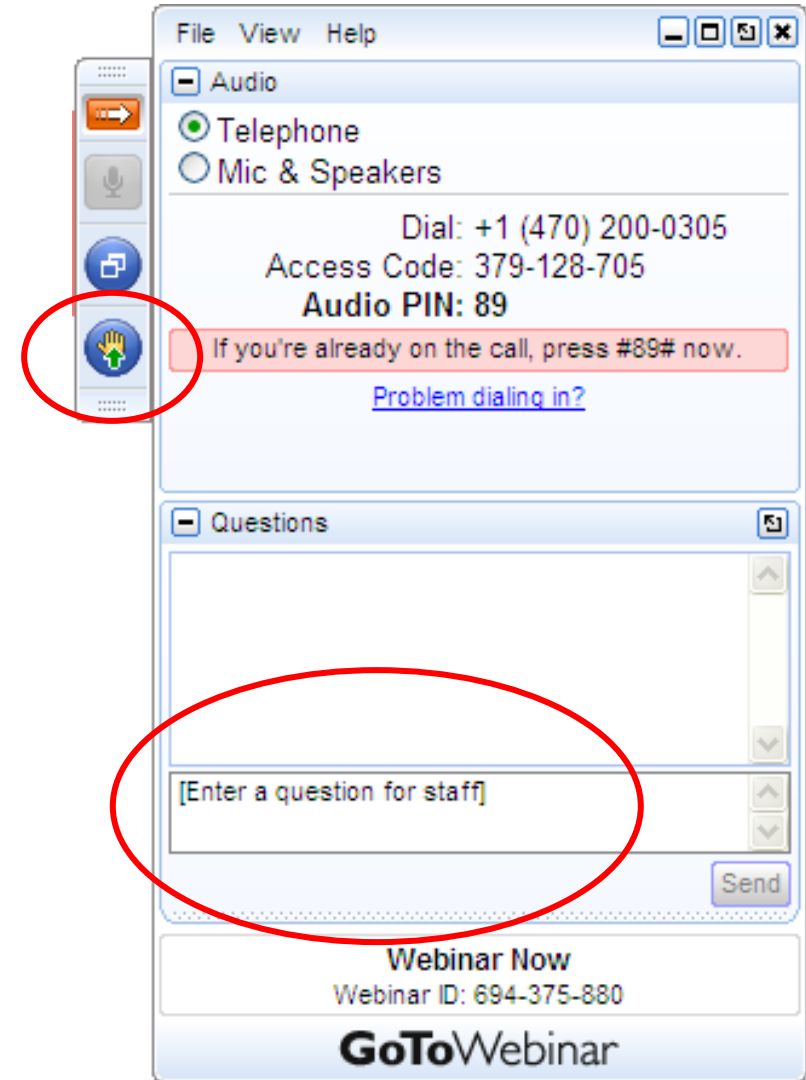 File View Help
Audio
Telephone
Mic & Speakers
Dial: +1 (470) 200-0305
Access Code: 379-128-705
Audio PIN: 89
If you're already on the call, press #89# now.
Problem dialing in?
Questions
[Enter a question for staff]
Send
Webinar Now
Webinar ID: 694-375-880
GoToWebinar